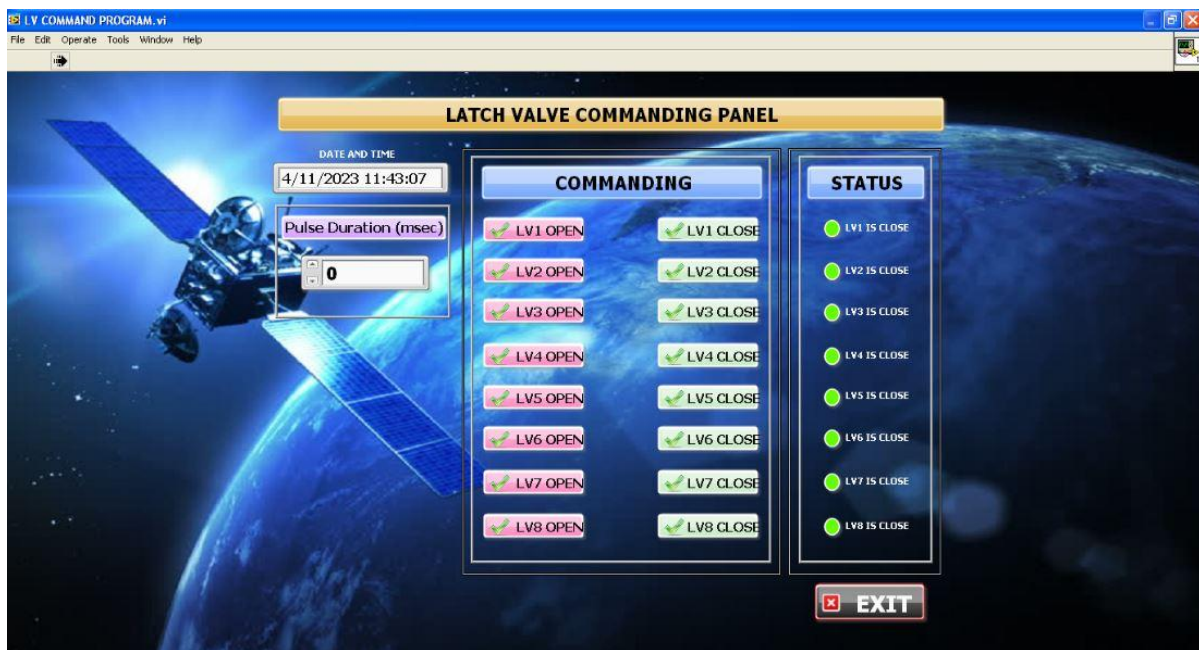 LV COMMAND PROGRAM.vi
File Edit Operate Tools Window Help
LATCH VALVE COMMANDING PANEL
DATE AND TIME
4/11/2023 11:43:07
Pulse Duration (msec)
0
COMMANDING
LV1 OPEN LV1 CLOSE
LV2 OPEN LV2 CLOSE
LV3 OPEN LV3 CLOSE
LV4 OPEN LV4 CLOSE
LV5 OPEN LV5 CLOSE
LV6 OPEN LV6 CLOSE
LV7 OPEN LV7 CLOSE
LV8 OPEN LV8 CLOSE
STATUS
LV1 IS CLOSE
LV2 IS CLOSE
LV3 IS CLOSE
LV4 IS CLOSE
LV5 IS CLOSE
LV6 IS CLOSE
LV7 IS CLOSE
LV8 IS CLOSE
EXIT